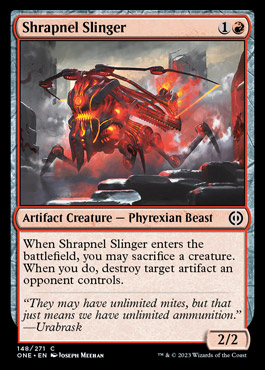 Shrapnel Slinger 1
Artifact Creature — Phyrexian Beast
When Shrapnel Slinger enters the
battlefield, you may sacrifice a creature.
When you do, destroy target artifact an
opponent controls.
“They may have unlimited mites, but that
just means we have unlimited ammunition.”
—Urabrask
2/2
148/271 C
ONE • EN Joseph Meehan ™ & © 2023 Wizards of the Coast